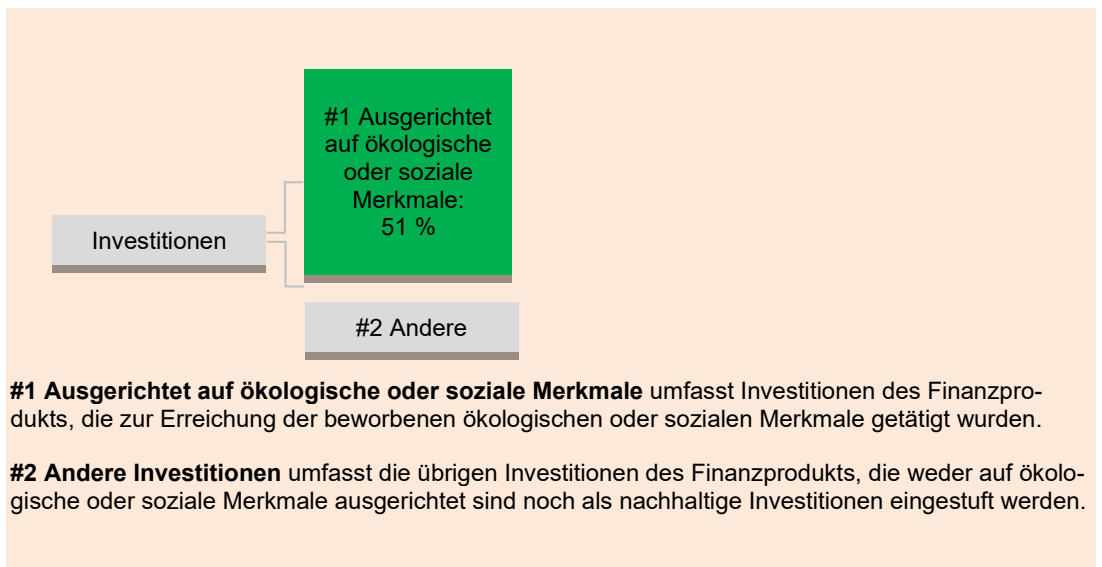 #1 Ausgerichtet
auf ökologische
oder soziale
Merkmale:
51 %
Investitionen
#2 Andere
#1 Ausgerichtet auf ökologische oder soziale Merkmale umfasst Investitionen des Finanzpro-
dukts, die zur Erreichung der beworbenen ökologischen oder sozialen Merkmale getätigt wurden.
#2 Andere Investitionen umfasst die übrigen Investitionen des Finanzprodukts, die weder auf ökolo-
gische oder soziale Merkmale ausgerichtet sind noch als nachhaltige Investitionen eingestuft werden.